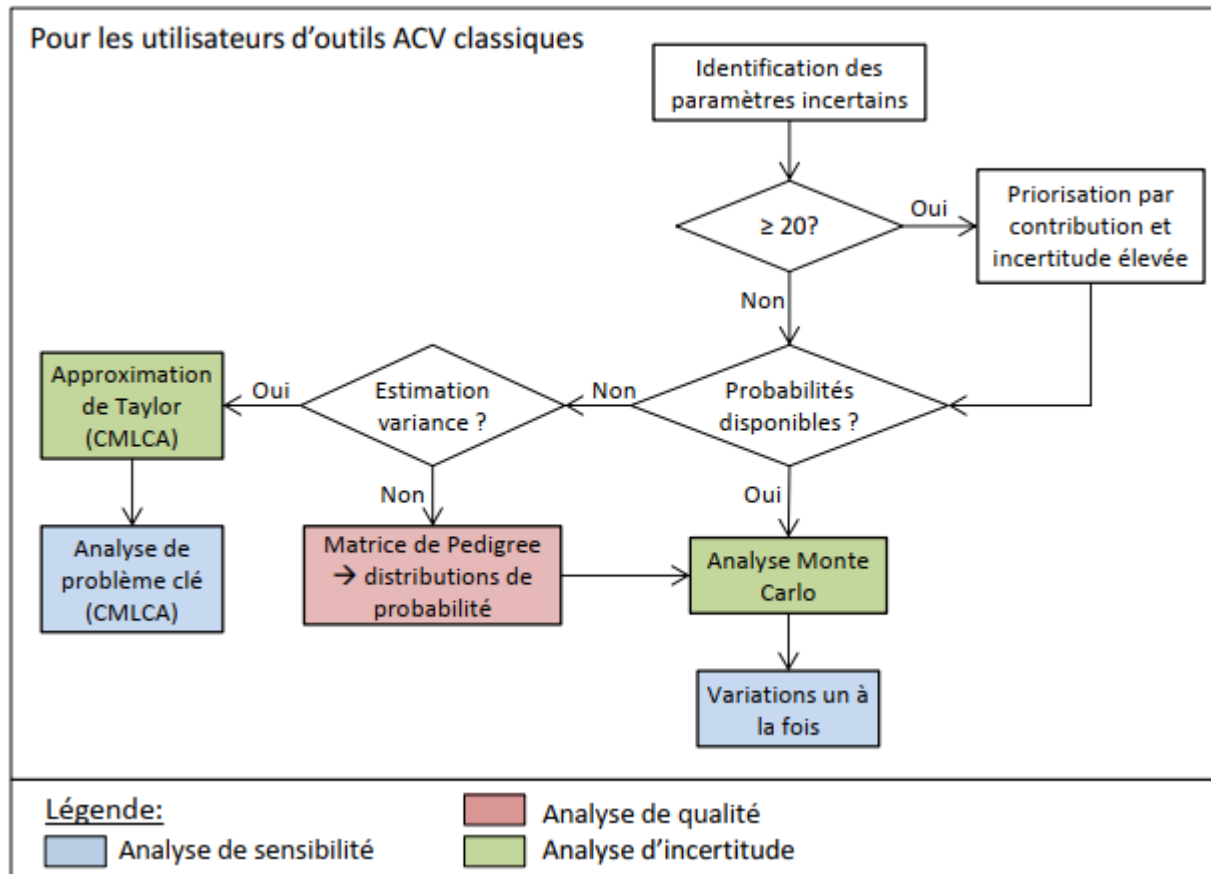 Pour les utilisateurs d'outils ACV classiques
Identification des
paramètres incertains
≥ 20?
Oui
Priorisation par
contribution et
incertitude élevée
Non
Approximation
de Taylor
(CMLCA)
Oui
Estimation
variance ?
Non
Probabilités
disponibles ?
Non
Oui
Analyse de
problème clé
(CMLCA)
Matrice de Pedigree
→ distributions de
probabilité
Analyse Monte
Carlo
Variations un à
la fois
Légende:
Analyse de sensibilité
Analyse de qualité
Analyse d'incertitude